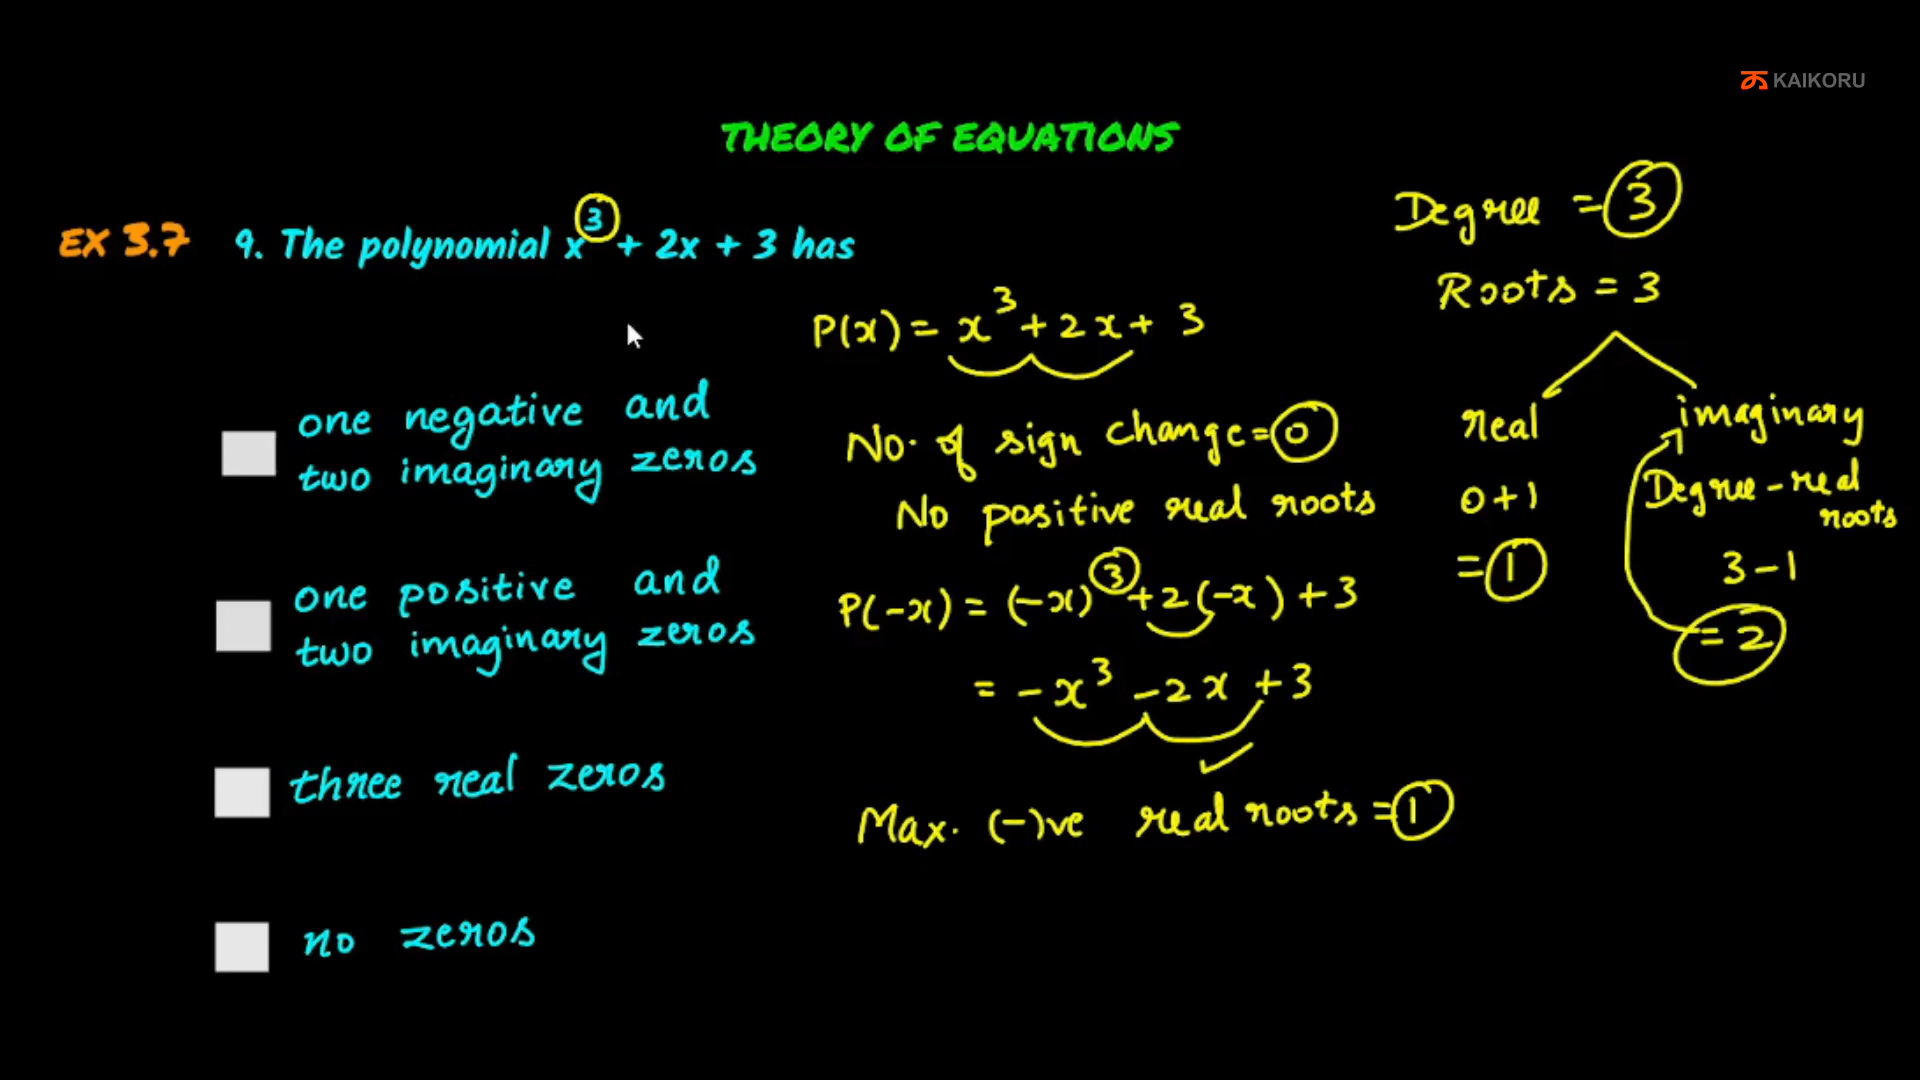 KAIKORU
THEORY OF EQUATIONS
EX 3.7 9. The polynomial x³ + 2x + 3 has
one negative and
two imaginary zeros
one positive and
two imaginary zeros
three real zeros
no zeros
P(x) = x³ + 2x + 3
No. of sign change = 0
No positive real roots
P(-x) = (-x)³ + 2(-x) + 3
= -x³ - 2x + 3
Max. (-)ve real roots = 1
Degree = 3
Roots = 3
real
0 + 1
= 1
imaginary
Degree - real
roots
3 - 1
= 2